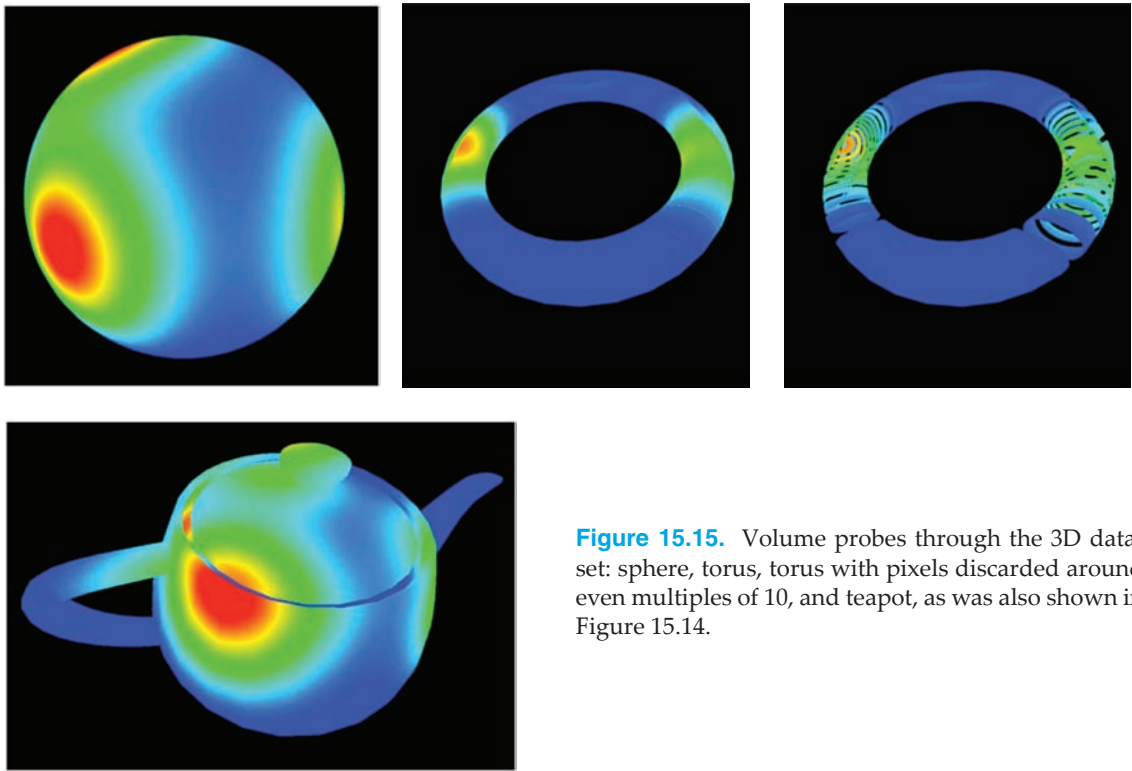 Figure 15.15. Volume probes through the 3D data
set: sphere, torus, torus with pixels discarded around
even multiples of 10, and teapot, as was also shown in
Figure 15.14.